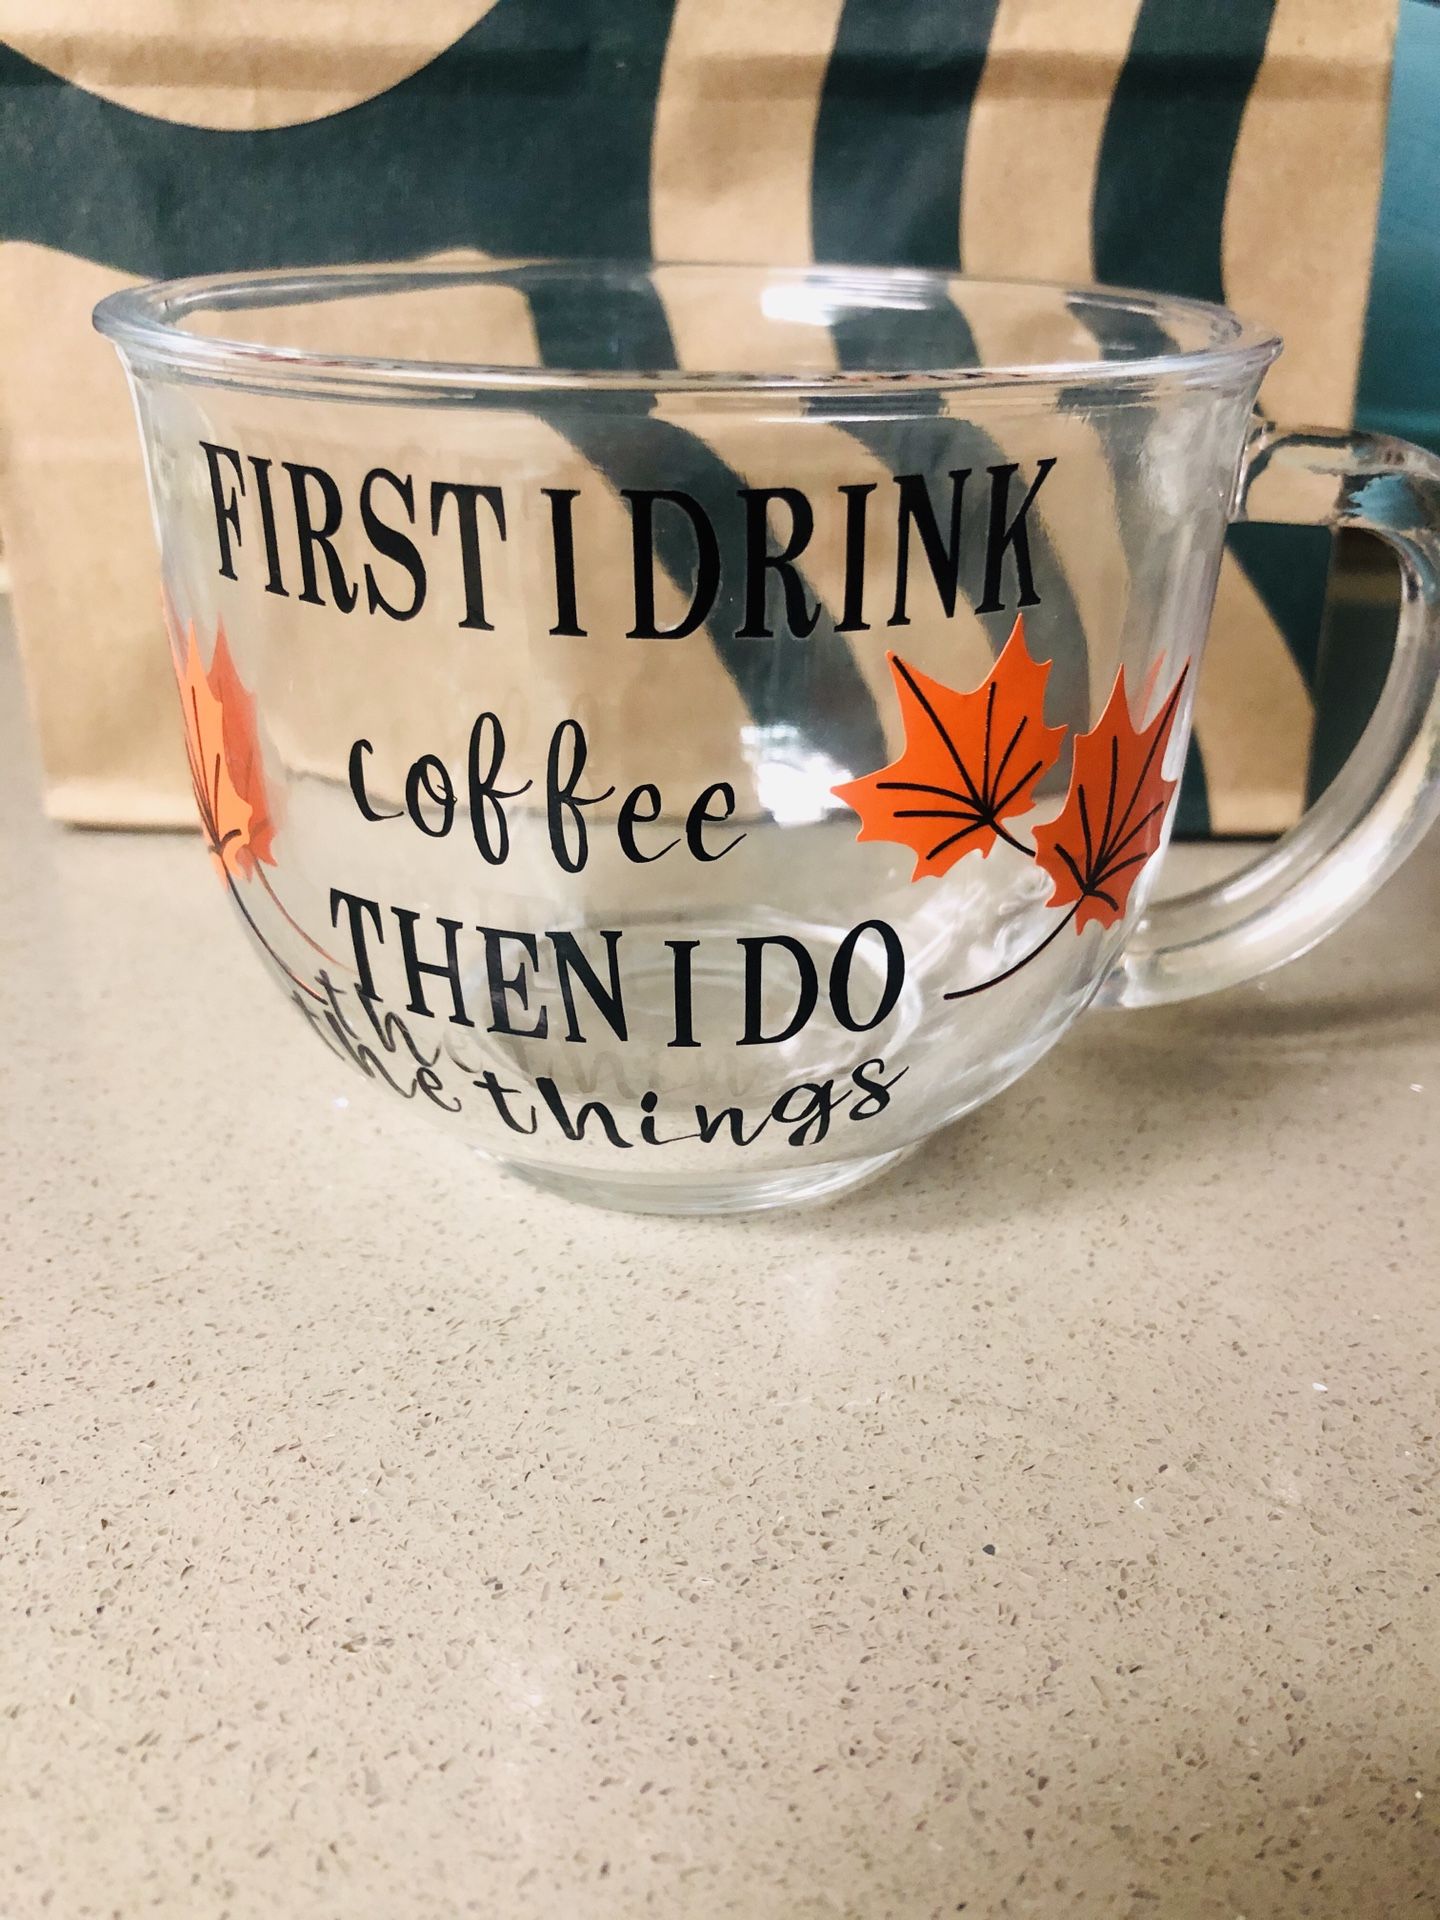 FIRST I DRINK
coffee
THEN I DO
the things